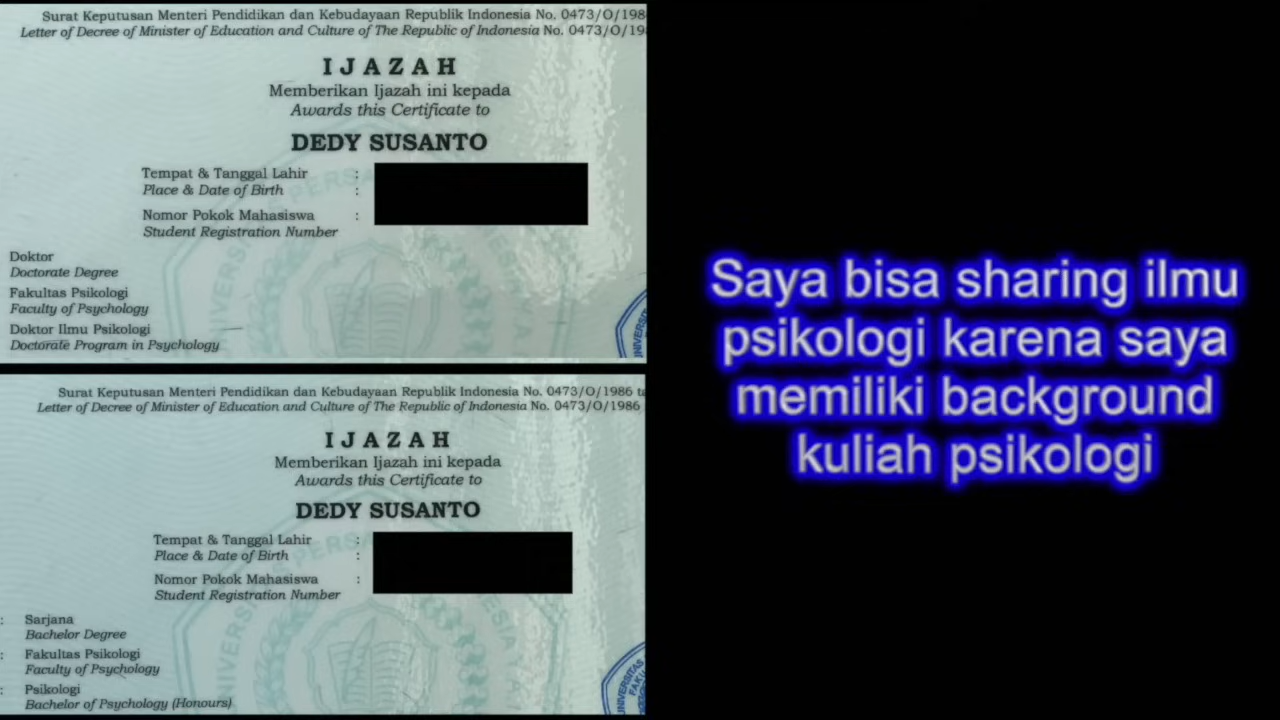 Surat Keputusan Menteri Pendidikan dan Kebudayaan Republik Indonesia No. 0473/O/198
Letter of Decree of Minister of Education and Culture of The Republic of Indonesia No. 0473/O/19
IJAZAH
Memberikan Ijazah ini kepada
Awards this Certificate to
DEDY SUSANTO
Tempat & Tanggal Lahir :
Place & Date of Birth :
Nomor Pokok Mahasiswa :
Student Registration Number
Doktor
Doctorate Degree
Fakultas Psikologi
Faculty of Psychology
Doktor Ilmu Psikologi
Doctorate Program in Psychology
Surat Keputusan Menteri Pendidikan dan Kebudayaan Republik Indonesia No. 0473/O/1986 ta
Letter of Decree of Minister of Education and Culture of The Republic of Indonesia No. 0473/O/1986
IJAZAH
Memberikan Ijazah ini kepada
Awards this Certificate to
DEDY SUSANTO
Tempat & Tanggal Lahir :
Place & Date of Birth :
Nomor Pokok Mahasiswa :
Student Registration Number
: Sarjana
Bachelor Degree
: Fakultas Psikologi
Faculty of Psychology
: Psikologi
Bachelor of Psychology (Honours)
Saya bisa sharing ilmu
psikologi karena saya
memiliki background
kuliah psikologi